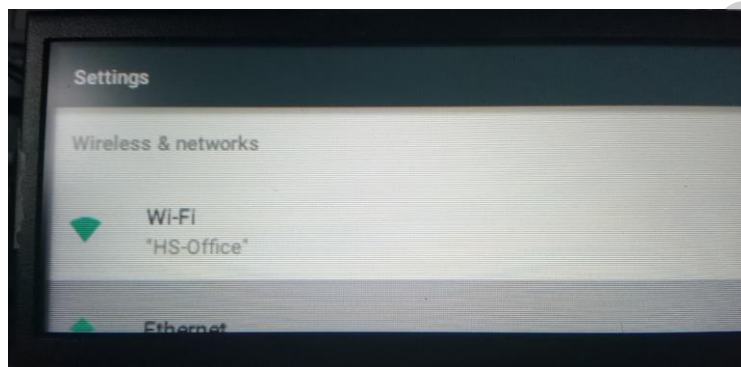 Settings
Wireless & networks
Wi-Fi
"HS-Office"
Ethernet